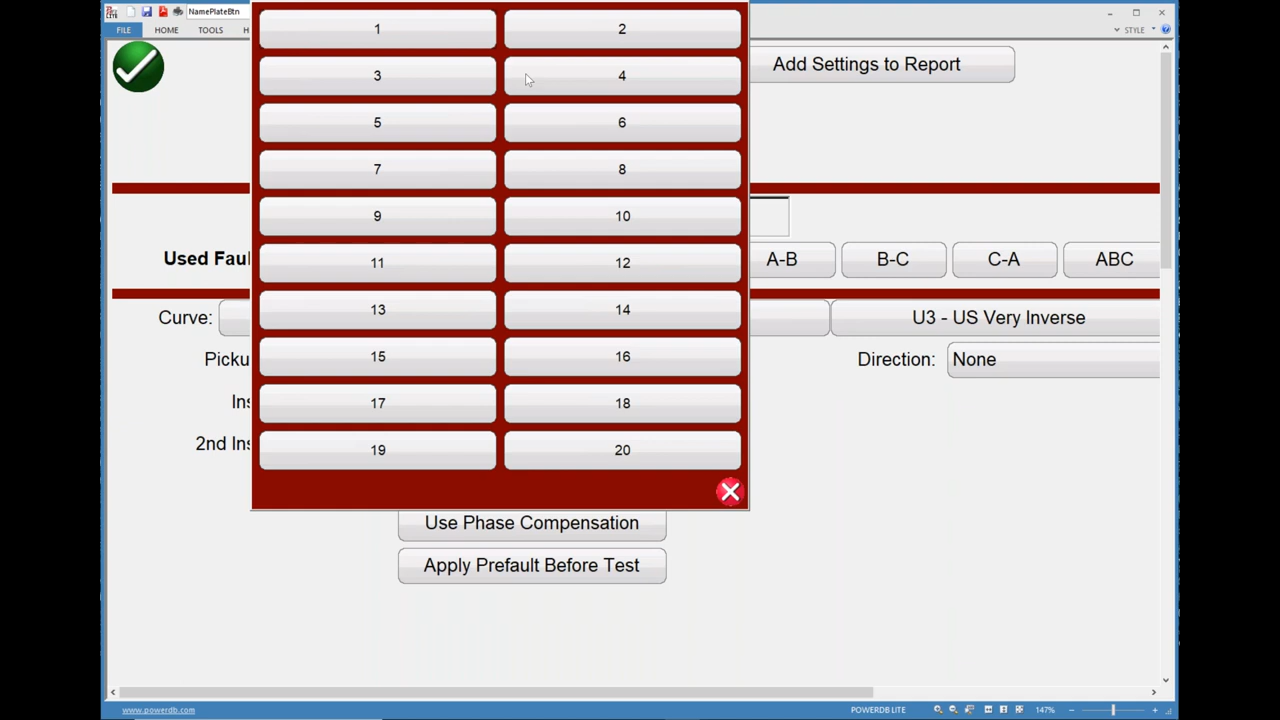 NamePlateBtn
FILE HOME TOOLS H STYLE
1 2
3 4
5 6
7 8
9 10
11 12
13 14
15 16
17 18
19 20
Add Settings to Report
Used Faul A-B B-C C-A ABC
Curve: U3 - US Very Inverse
Picku Direction: None
Ins
2nd Ins
Use Phase Compensation
Apply Prefault Before Test
www.powerdb.com POWERDB LITE 147%